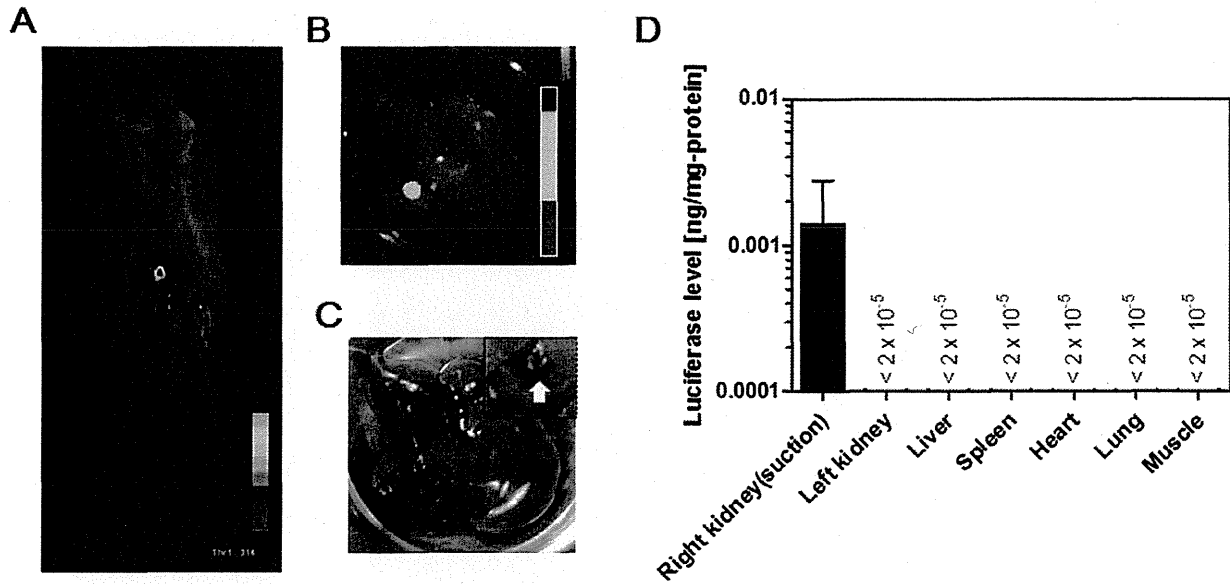 A
B
C
D
Luciferase level [ng/mg-protein]
0.01
0.001
0.0001
< 2 x 10⁻⁵
< 2 x 10⁻⁵
< 2 x 10⁻⁵
< 2 x 10⁻⁵
< 2 x 10⁻⁵
< 2 x 10⁻⁵
Right kidney(suction)
Left kidney
Liver
Spleen
Heart
Lung
Muscle